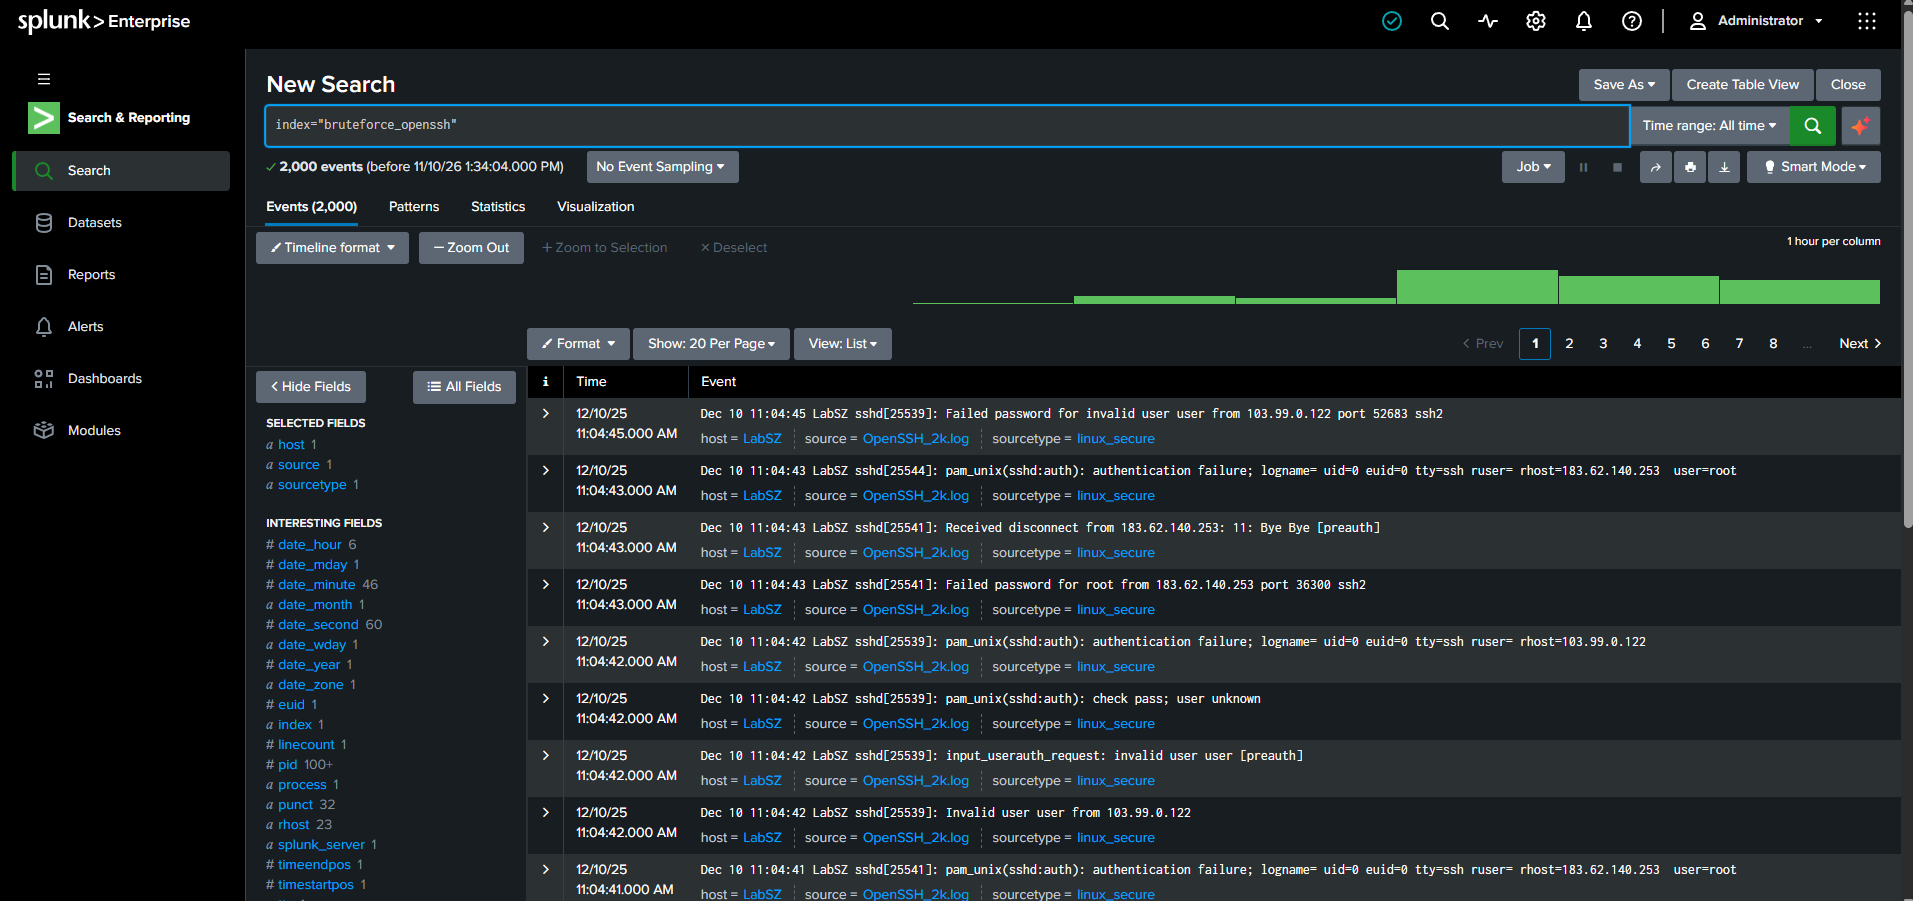 splunk> Enterprise
Administrator
Search & Reporting
Search
Datasets
Reports
Alerts
Dashboards
Modules
New Search
Save As
Create Table View
Close
index="bruteforce_openssh"
Time range: All time
2,000 events (before 11/10/26 1:34:04.000 PM)
No Event Sampling
Job
Smart Mode
Events (2,000)
Patterns
Statistics
Visualization
Timeline format
— Zoom Out
+ Zoom to Selection
× Deselect
1 hour per column
Format
Show: 20 Per Page
View: List
< Prev 1 2 3 4 5 6 7 8 ... Next >
< Hide Fields
All Fields
SELECTED FIELDS
a host 1
a source 1
a sourcetype 1
INTERESTING FIELDS
# date_hour 6
# date_mday 1
# date_minute 46
a date_month 1
# date_second 60
a date_wday 1
# date_year 1
a date_zone 1
# euid 1
a index 1
# linecount 1
# pid 100+
a process 1
a punct 32
a rhost 23
a splunk_server 1
# timeendpos 1
# timestartpos 1
i Time Event
12/10/25
11:04:45.000 AM
Dec 10 11:04:45 LabSZ sshd[25539]: Failed password for invalid user user from 103.99.0.122 port 52683 ssh2
host = LabSZ source = OpenSSH_2k.log sourcetype = linux_secure
12/10/25
11:04:43.000 AM
Dec 10 11:04:43 LabSZ sshd[25544]: pam_unix(sshd:auth): authentication failure; logname= uid=0 euid=0 tty=ssh ruser= rhost=183.62.140.253  user=root
host = LabSZ source = OpenSSH_2k.log sourcetype = linux_secure
12/10/25
11:04:43.000 AM
Dec 10 11:04:43 LabSZ sshd[25541]: Received disconnect from 183.62.140.253: 11: Bye Bye [preauth]
host = LabSZ source = OpenSSH_2k.log sourcetype = linux_secure
12/10/25
11:04:43.000 AM
Dec 10 11:04:43 LabSZ sshd[25541]: Failed password for root from 183.62.140.253 port 36300 ssh2
host = LabSZ source = OpenSSH_2k.log sourcetype = linux_secure
12/10/25
11:04:42.000 AM
Dec 10 11:04:42 LabSZ sshd[25539]: pam_unix(sshd:auth): authentication failure; logname= uid=0 euid=0 tty=ssh ruser= rhost=103.99.0.122
host = LabSZ source = OpenSSH_2k.log sourcetype = linux_secure
12/10/25
11:04:42.000 AM
Dec 10 11:04:42 LabSZ sshd[25539]: pam_unix(sshd:auth): check pass; user unknown
host = LabSZ source = OpenSSH_2k.log sourcetype = linux_secure
12/10/25
11:04:42.000 AM
Dec 10 11:04:42 LabSZ sshd[25539]: input_userauth_request: invalid user user [preauth]
host = LabSZ source = OpenSSH_2k.log sourcetype = linux_secure
12/10/25
11:04:42.000 AM
Dec 10 11:04:42 LabSZ sshd[25539]: Invalid user user from 103.99.0.122
host = LabSZ source = OpenSSH_2k.log sourcetype = linux_secure
12/10/25
11:04:41.000 AM
Dec 10 11:04:41 LabSZ sshd[25541]: pam_unix(sshd:auth): authentication failure; logname= uid=0 euid=0 tty=ssh ruser= rhost=183.62.140.253  user=root
host = LabSZ source = OpenSSH_2k.log sourcetype = linux_secure